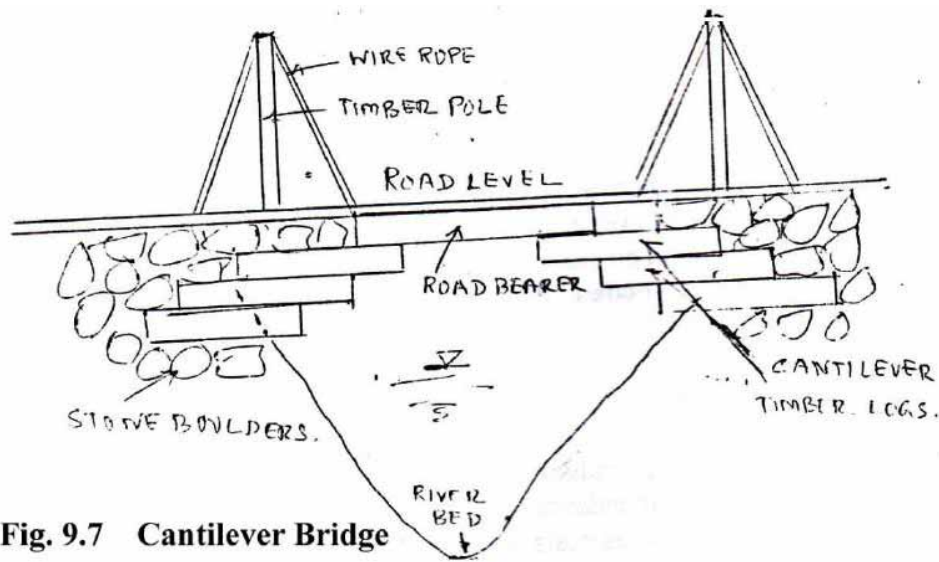 WIRE ROPE
TIMBER POLE
ROAD LEVEL
ROAD BEARER
CANTILEVER
TIMBER LOGS.
STONE BOULDERS.
RIVER
BED
Fig. 9.7 Cantilever Bridge